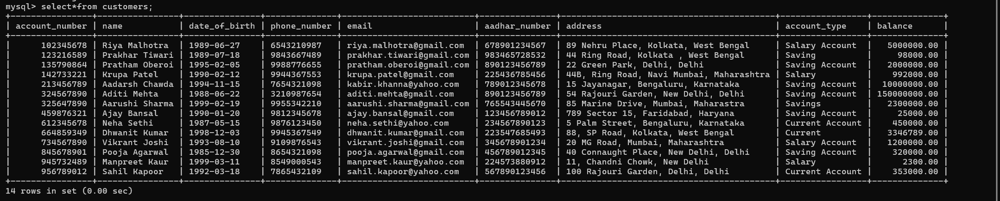 mysql> select*from customers;
+----------------+----------------+---------------+--------------+--------------------------+---------------+------------------------------------------+-----------------+--------------+
| account_number | name           | date_of_birth | phone_number | email                    | aadhar_number | address                                  | account_type    | balance      |
+----------------+----------------+---------------+--------------+--------------------------+---------------+------------------------------------------+-----------------+--------------+
|      102345678 | Riya Malhotra  | 1989-06-27    | 6543210987   | riya.malhotra@gmail.com  | 678901234567  | 89 Nehru Place, Kolkata, West Bengal     | Salary Account  |   5000000.00 |
|      123216589 | Prakhar Tiwari | 1989-07-18    | 9843667489   | prakhar.tiwari@gmail.com | 983465728532  | 44 Ring Road, Kolkata , West Bengal      | Saving          |     98000.00 |
|      135790864 | Pratham Oberoi | 1995-02-05    | 9988776655   | pratham.oberoi@gmail.com | 890123456789  | 22 Green Park, Delhi, Delhi              | Saving Account  |   2000000.00 |
|      142733221 | Krupa Patel    | 1990-02-12    | 9944367553   | krupa.patel@gmail.com    | 225436785456  | 44B, Ring Road, Navi Mumbai, Maharashtra | Salary          |    992000.00 |
|      213456789 | Aadarsh Chawda | 1994-11-15    | 7654321098   | kabir.khanna@yahoo.com   | 789012345678  | 15 Jayanagar, Bengaluru, Karnataka       | Saving Account  |  10000000.00 |
|      324567890 | Aditi Mehta    | 1988-06-22    | 3210987654   | aditi.mehta@gmail.com    | 890123456789  | 54 Rajouri Garden, New Delhi, Delhi      | Saving Account  | 150000000.00 |
|      325647890 | Aarushi Sharma | 1999-02-19    | 9955342210   | aarushi.sharma@gmail.com | 765543445670  | 85 Marine Drive, Mumbai, Maharastra      | Savings         |   2300000.00 |
|      459876321 | Ajay Bansal    | 1990-01-20    | 9812345678   | ajay.bansal@gmail.com    | 123456789012  | 789 Sector 15, Faridabad, Haryana        | Saving Account  |     25000.00 |
|      612345678 | Neha Sethi     | 1987-05-15    | 9876123450   | neha.sethi@yahoo.com     | 234567890123  | 5 Palm Street, Bengaluru, Karnataka      | Current Account |    450000.00 |
|      664859349 | Dhwanit Kumar  | 1998-12-03    | 9945367549   | dhwanit.kumar@gmail.com  | 223547685493  | 88, SP Road, Kolkata, West Bengal        | Current         |   3346789.00 |
|      734567890 | Vikrant Joshi  | 1993-08-10    | 9109876543   | vikrant.joshi@gmail.com  | 345678901234  | 20 MG Road, Mumbai, Maharashtra          | Salary Account  |   1200000.00 |
|      845678901 | Pooja Agarwal  | 1985-12-30    | 8654321098   | pooja.agarwal@gmail.com  | 456789012345  | 40 Connaught Place, New Delhi, Delhi     | Saving Account  |    320000.00 |
|      945732489 | Manpreet Kaur  | 1999-03-11    | 8549000543   | manpreet.kaur@yahoo.com  | 224573880912  | 11, Chandni Chowk, New Delhi             | Salary          |      2300.00 |
|      956789012 | Sahil Kapoor   | 1992-03-18    | 7865432109   | sahil.kapoor@yahoo.com   | 567890123456  | 100 Rajouri Garden, Delhi, Delhi         | Current Account |    353000.00 |
+----------------+----------------+---------------+--------------+--------------------------+---------------+------------------------------------------+-----------------+--------------+
14 rows in set (0.00 sec)